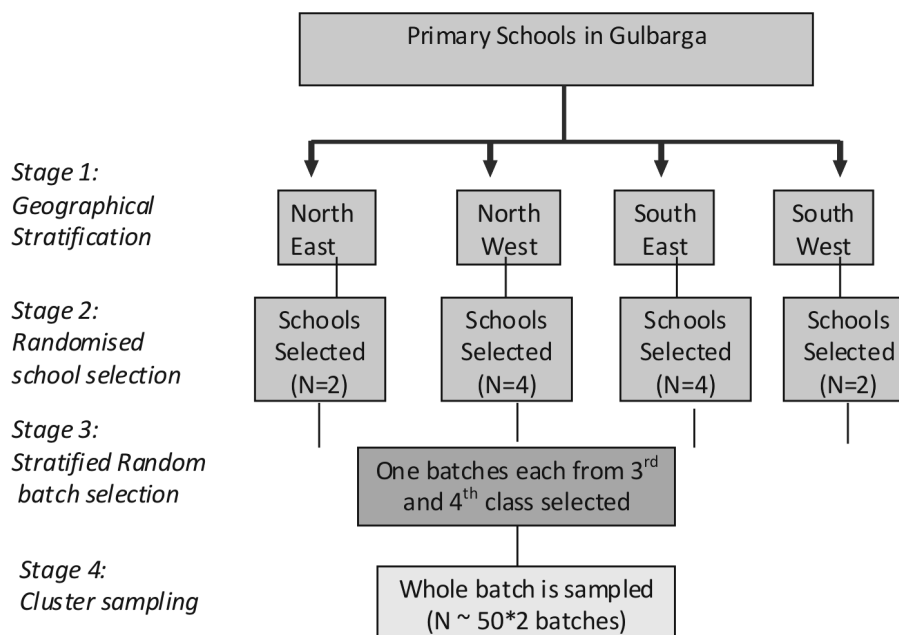 Primary Schools in Gulbarga
Stage 1:
Geographical
Stratification
North
East
North
West
South
East
South
West
Stage 2:
Randomised
school selection
Schools
Selected
(N=2)
Schools
Selected
(N=4)
Schools
Selected
(N=4)
Schools
Selected
(N=2)
Stage 3:
Stratified Random
batch selection
One batches each from 3rd
and 4th class selected
Stage 4:
Cluster sampling
Whole batch is sampled
(N ~ 50*2 batches)